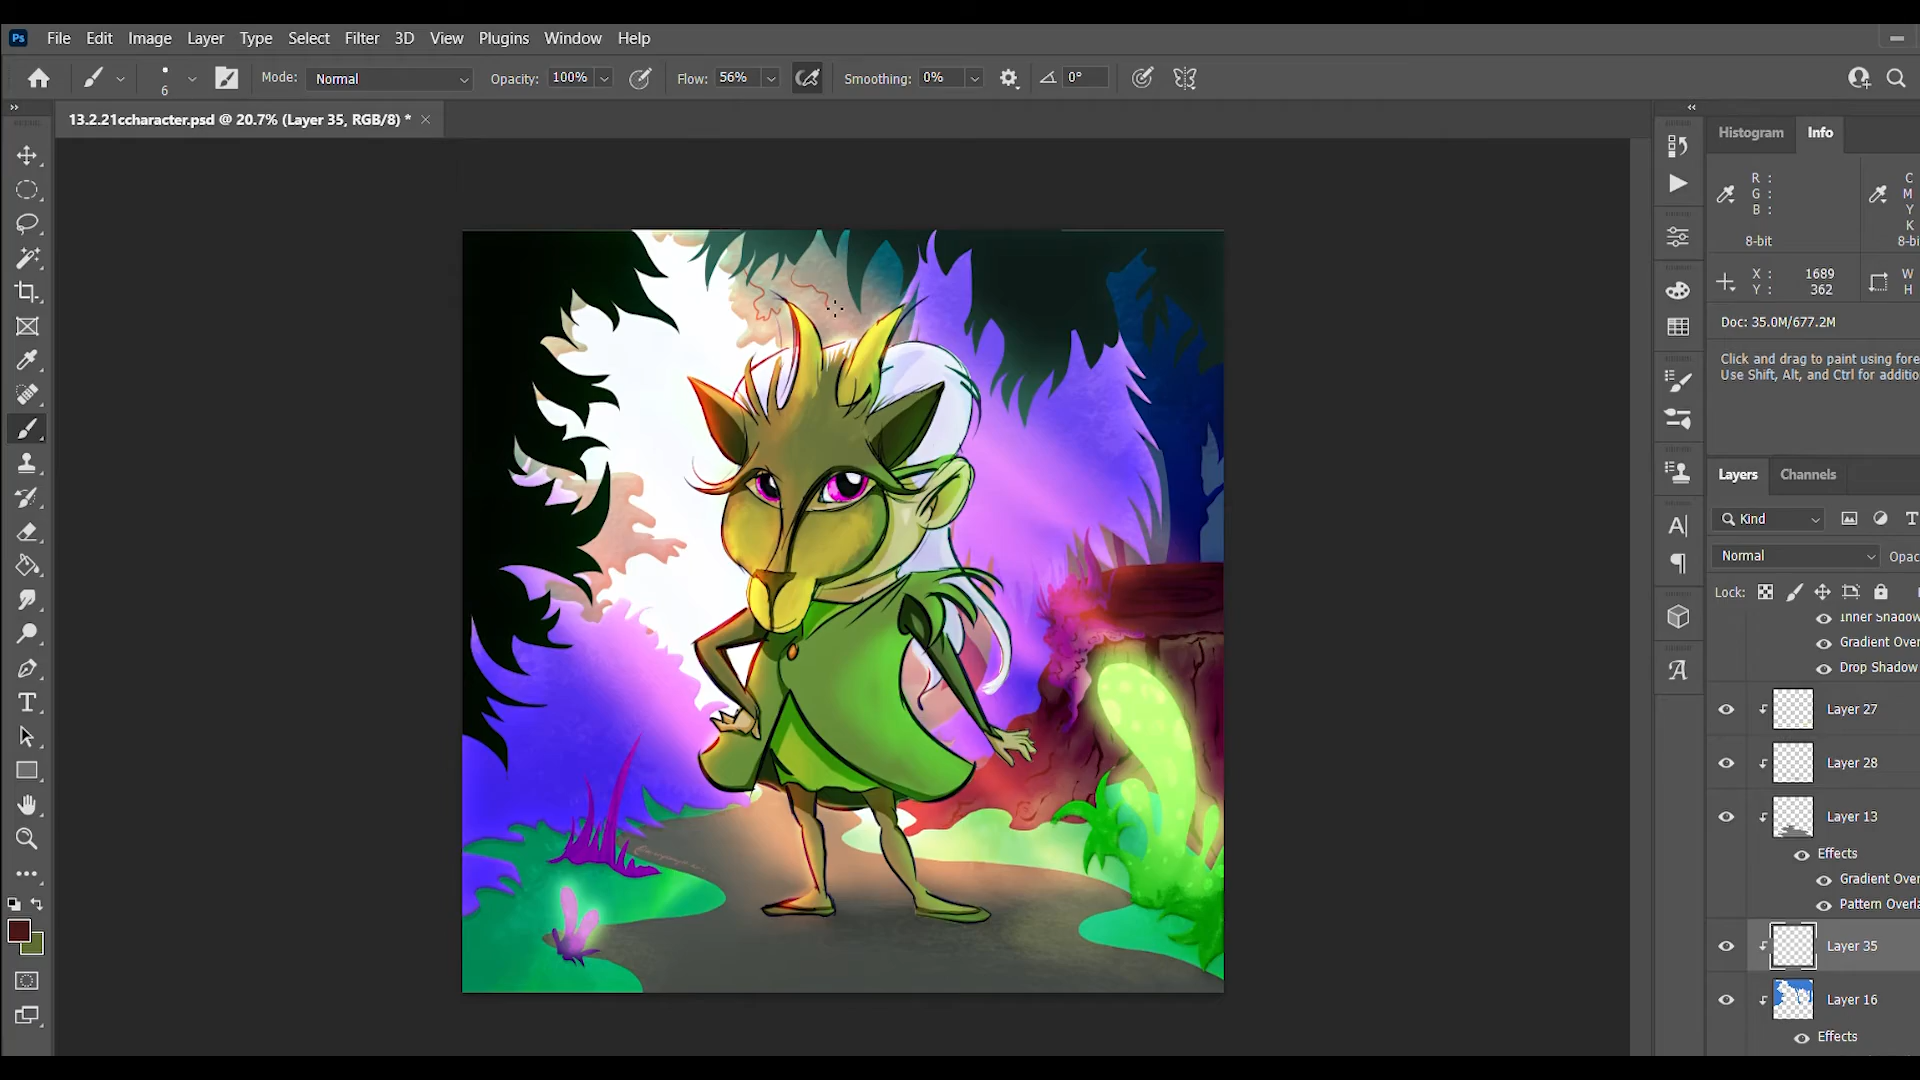 Ps File Edit Image Layer Type Select Filter 3D View Plugins Window Help
6 Mode: Normal Opacity: 100% Flow: 56% Smoothing: 0% 0°
13.2.21ccharacter.psd @ 20.7% (Layer 35, RGB/8) *
Histogram Info
R : C
G : M
B : Y
K
8-bit 8-bi
X : 1689 W
Y : 362 H
Doc: 35.0M/677.2M
Click and drag to paint using fore
Use Shift, Alt, and Ctrl for additio
Layers Channels
Kind
Normal Opac
Lock:
Inner Shadow
Gradient Over
Drop Shadow
Layer 27
Layer 28
Layer 13
Effects
Gradient Over
Pattern Overla
Layer 35
Layer 16
Effects